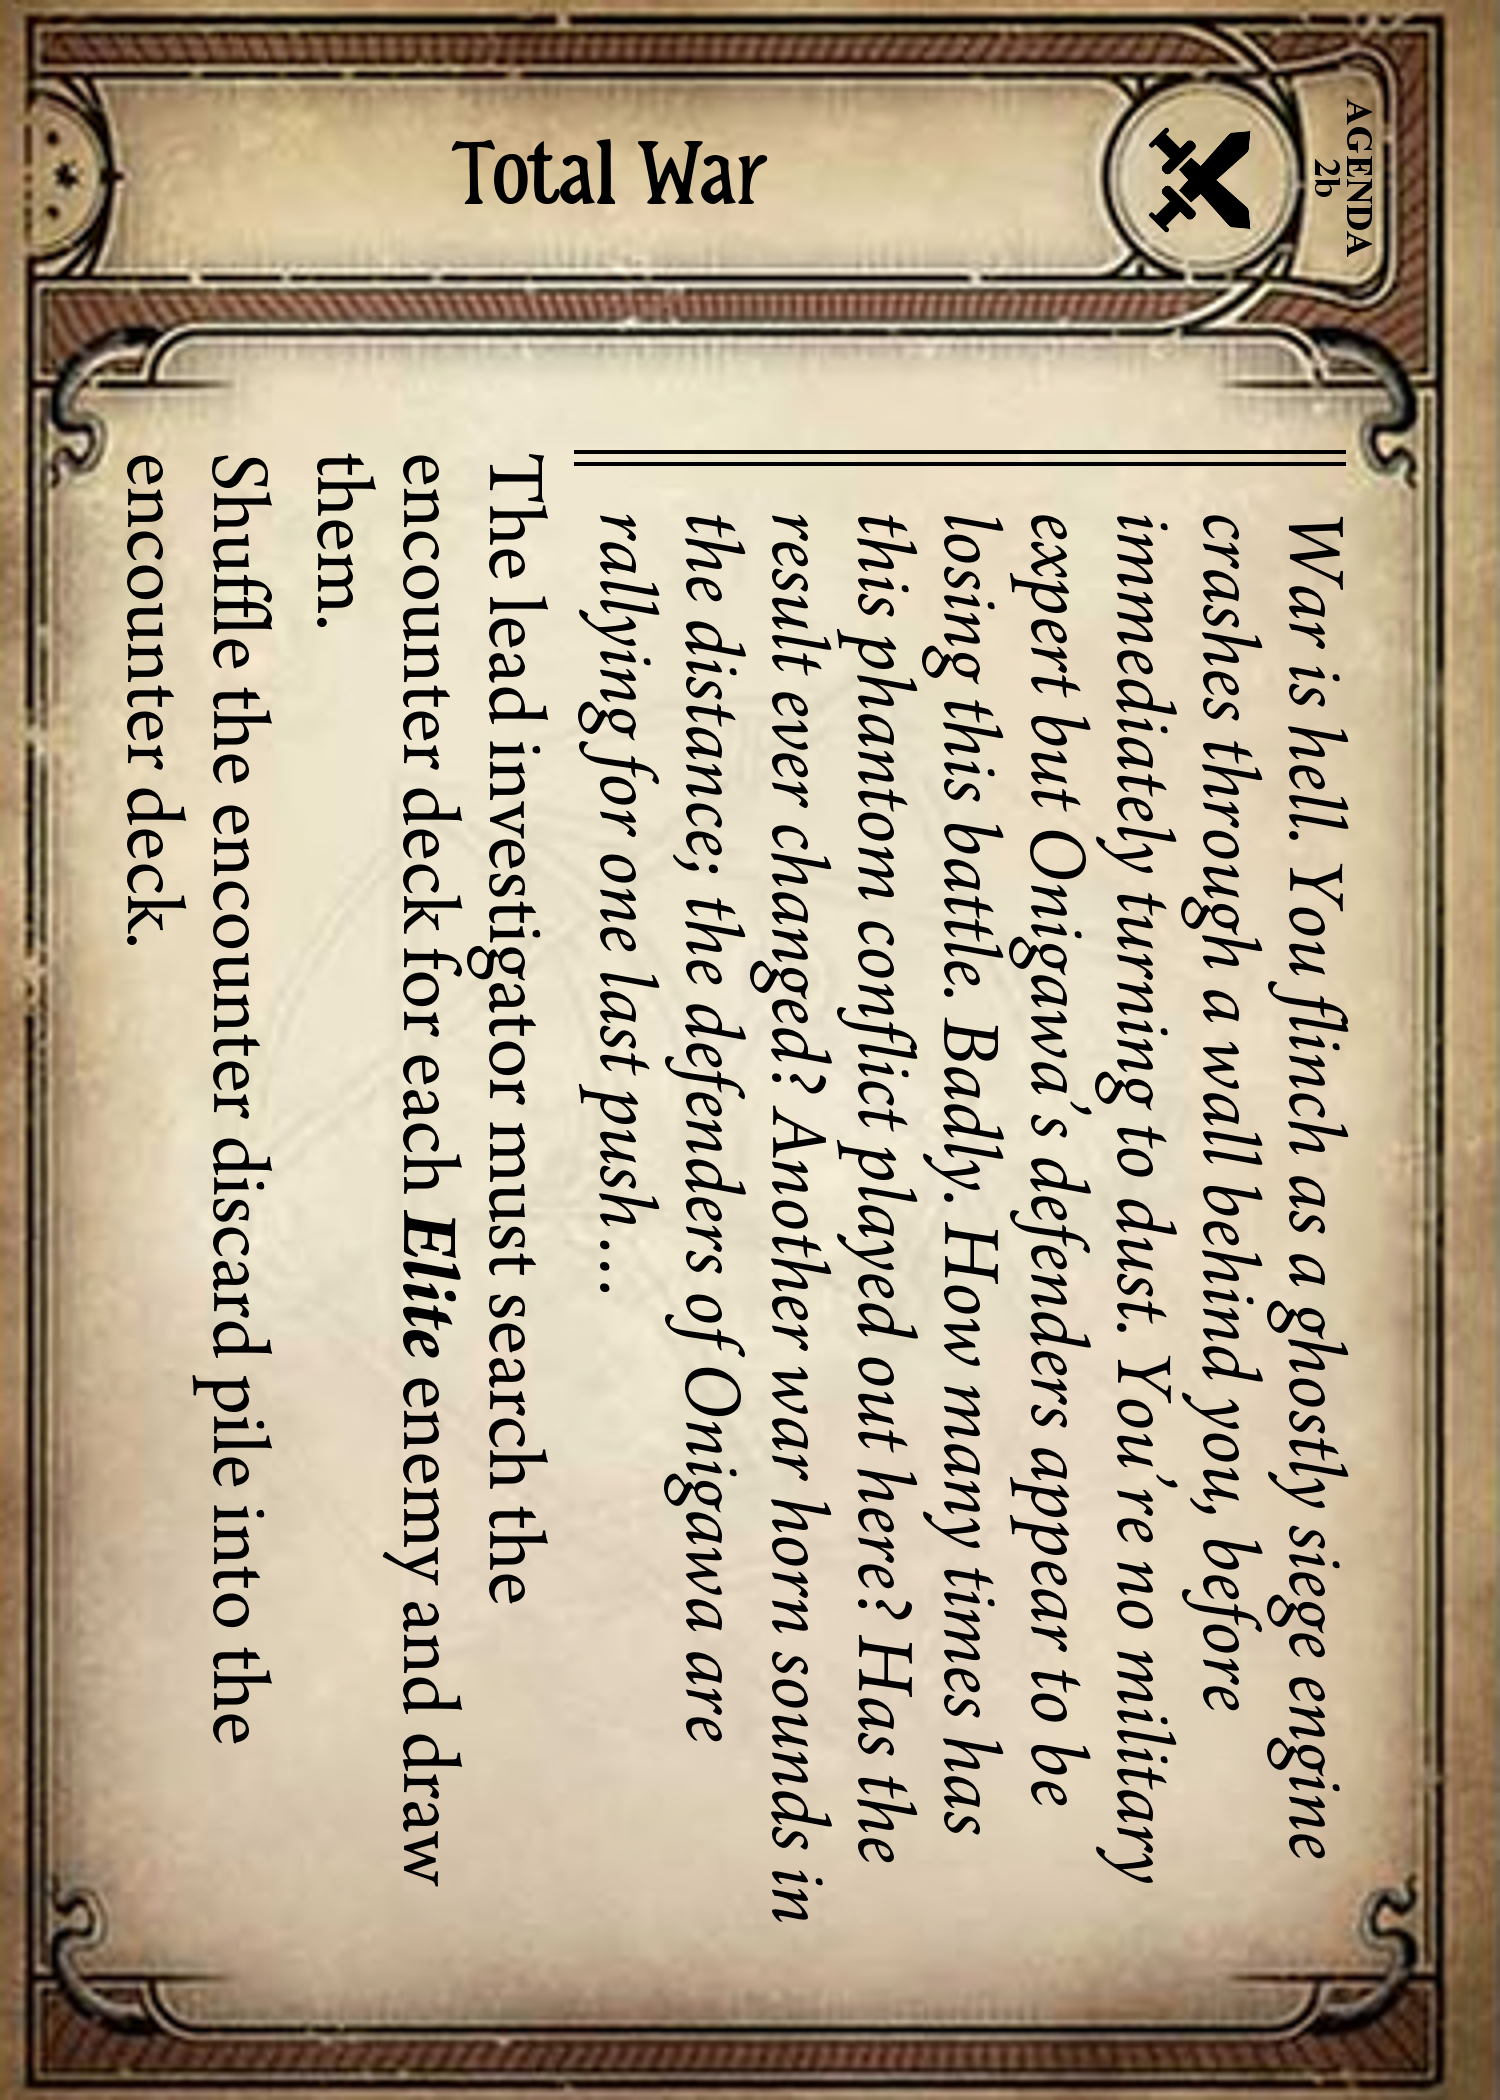 AGENDA
2b
Total War
War is hell. You flinch as a ghostly siege engine
crashes through a wall behind you, before
immediately turning to dust. You’re no military
expert but Onigawa’s defenders appear to be
losing this battle. Badly. How many times has
this phantom conflict played out here? Has the
result ever changed? Another war horn sounds in
the distance; the defenders of Onigawa are
rallying for one last push…
The lead investigator must search the
encounter deck for each Elite enemy and draw
them.
Shuffle the encounter discard pile into the
encounter deck.